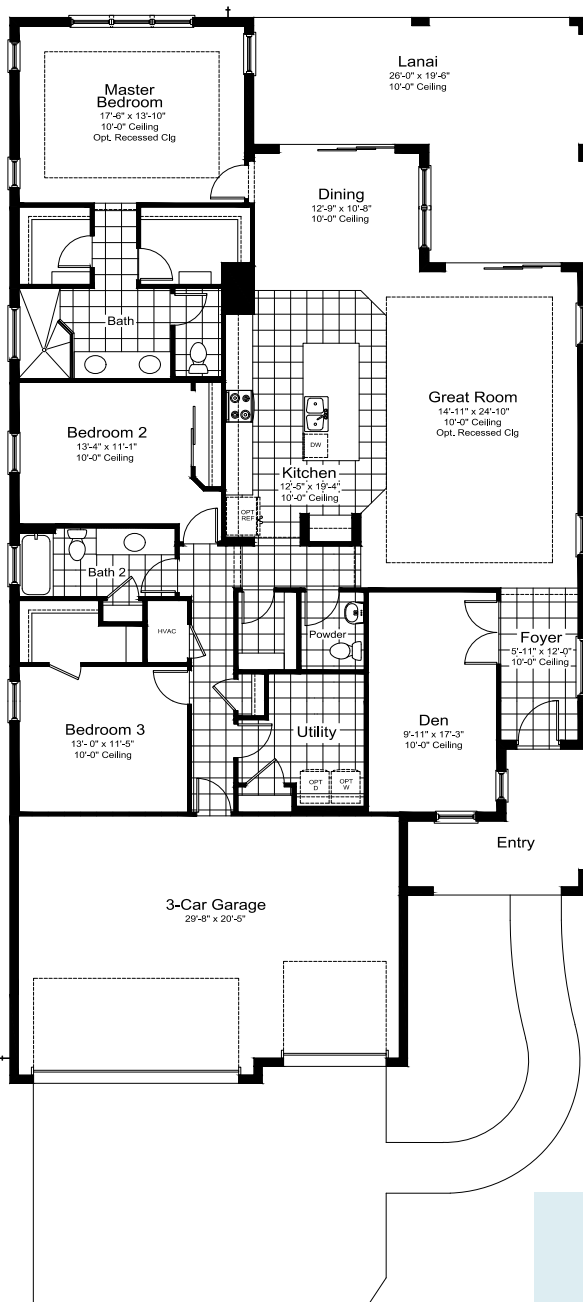 Lanai
26'-0" x 19'-6"
10'-0" Ceiling
Master
Bedroom
17'-6" x 13'-10"
10'-0" Ceiling
Opt. Recessed Clg
Dining
12'-9" x 10'-8"
10'-0" Ceiling
Bath
Great Room
14'-11" x 24'-10"
10'-0" Ceiling
Opt. Recessed Clg
Bedroom 2
13'-4" x 11'-1"
10'-0" Ceiling
DW
Kitchen
12'-5" x 19'-4"
10'-0" Ceiling
OPT
REF
Bath 2
HVAC
Powder
Foyer
5'-11" x 12'-0"
10'-0" Ceiling
Bedroom 3
13'- 0" x 11'-5"
10'-0" Ceiling
Utility
Den
9'-11" x 17'-3"
10'-0" Ceiling
OPT
D
OPT
W
Entry
3-Car Garage
29'-8" x 20'-5"